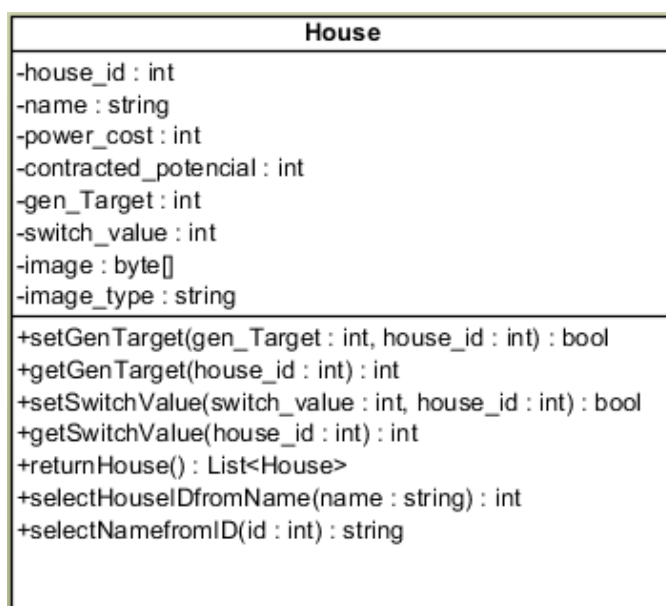 House
-house_id : int
-name : string
-power_cost : int
-contracted_potencial : int
-gen_Target : int
-switch_value : int
-image : byte[]
-image_type : string
+setGenTarget(gen_Target : int, house_id : int) : bool
+getGenTarget(house_id : int) : int
+setSwitchValue(switch_value : int, house_id : int) : bool
+getSwitchValue(house_id : int) : int
+returnHouse() : List<House>
+selectHouseIDfromName(name : string) : int
+selectNamefromID(id : int) : string